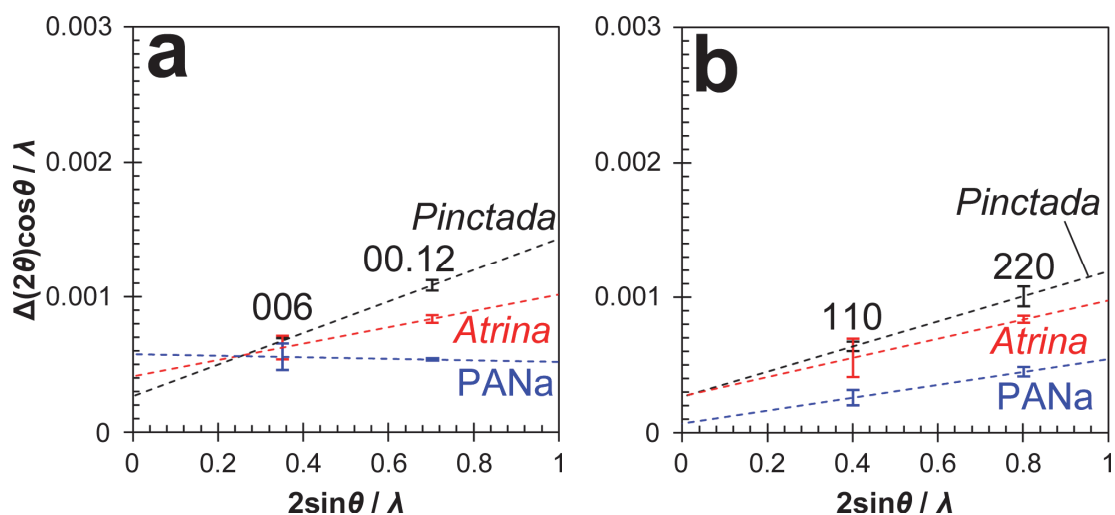 a
0.003
0.002
0.001
0
Δ(2θ)cosθ / λ
Pinctada
00.12
006
Atrina
PANa
0 0.2 0.4 0.6 0.8 1
2sinθ / λ
b
0.003
0.002
0.001
0
Pinctada
220
110
Atrina
PANa
0 0.2 0.4 0.6 0.8 1
2sinθ / λ